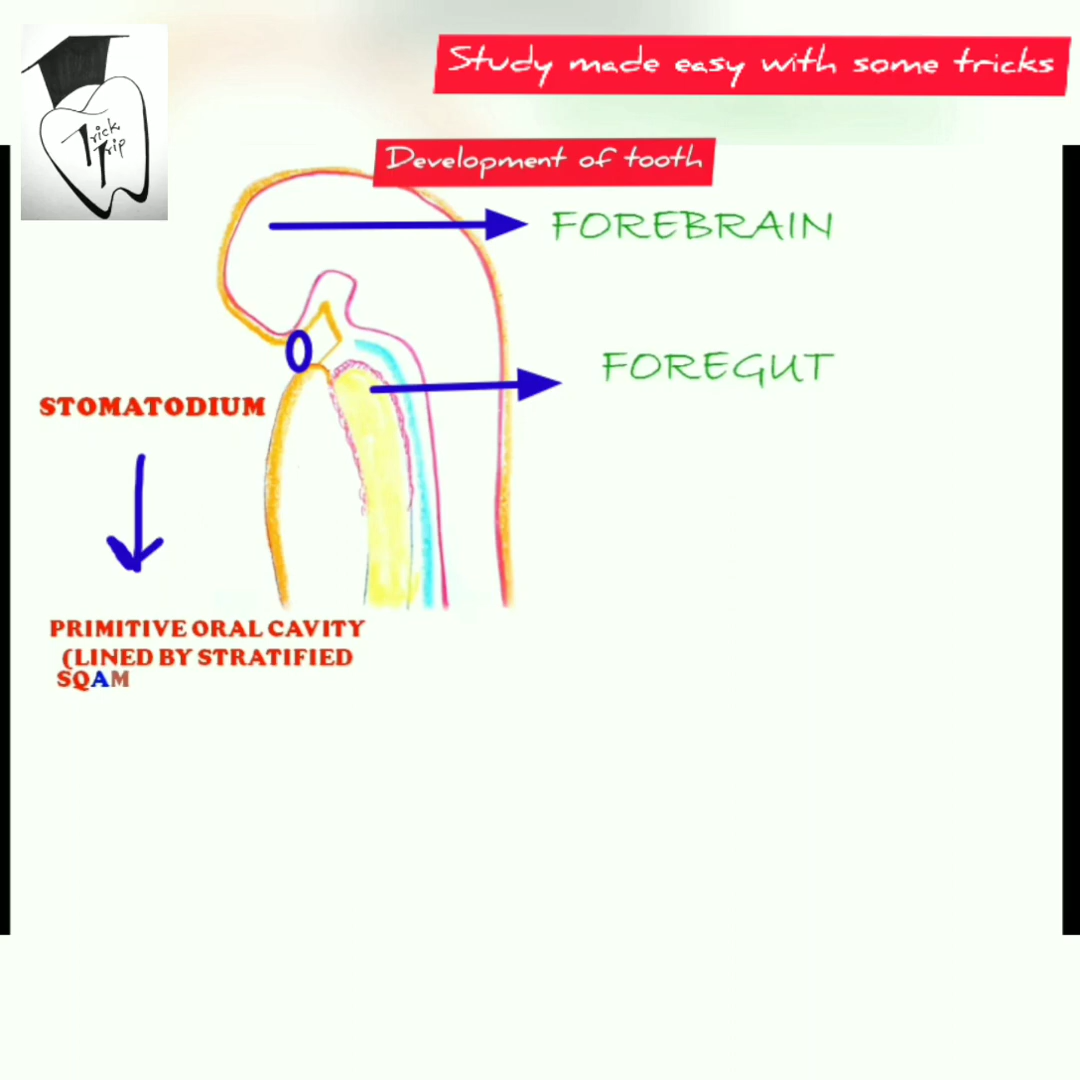 Study made easy with some tricks
Trick
Trip
Development of tooth
FOREBRAIN
FOREGUT
STOMATODIUM
PRIMITIVE ORAL CAVITY
(LINED BY STRATIFIED
SQAM